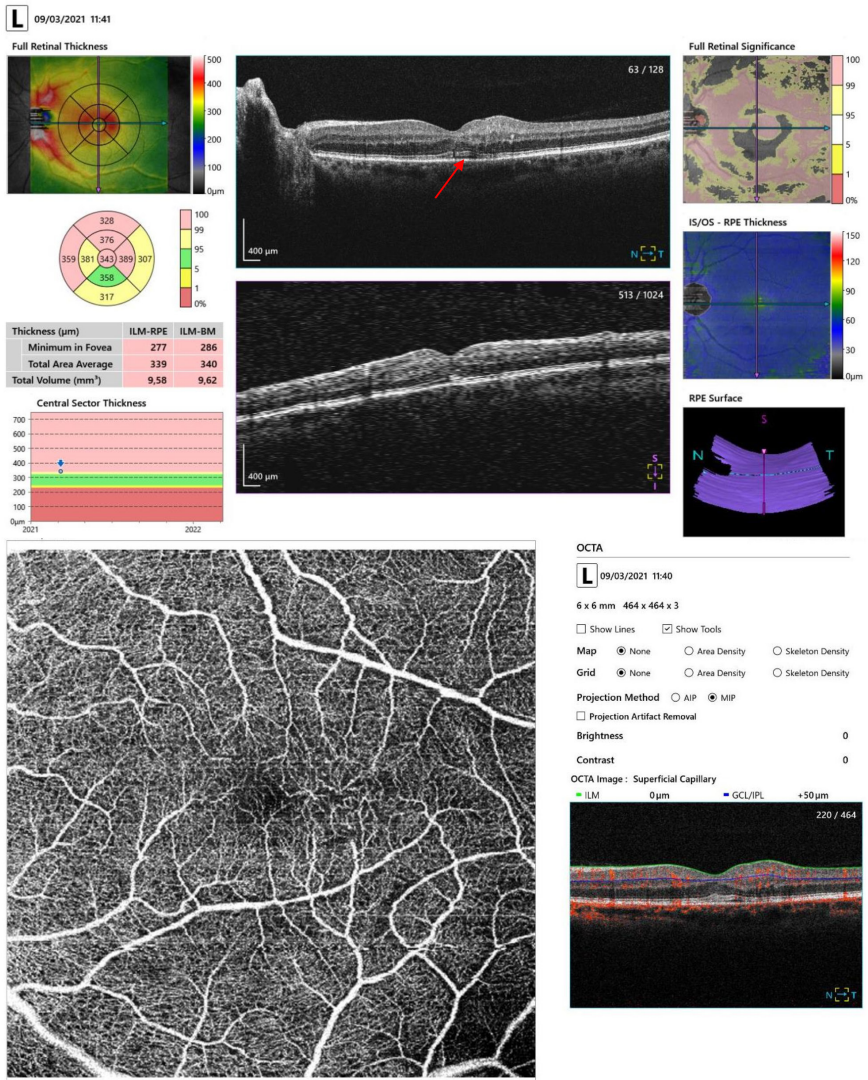 L 09/03/2021 11:41
Full Retinal Thickness
500
400
300
200
100
0µm
328
376
359 381 343 389 307
358
317
100
99
95
5
1
0%
Thickness (µm) ILM-RPE ILM-BM
Minimum in Fovea 277 286
Total Area Average 339 340
Total Volume (mm³) 9,58 9,62
Central Sector Thickness
700
600
500
400
300
200
100
0µm
2021 2022
63 / 128
400 µm
N T
513 / 1024
400 µm
S
I
Full Retinal Significance
100
99
95
5
1
0%
IS/OS - RPE Thickness
150
120
90
60
30
0µm
RPE Surface
S
N T
OCTA
L 09/03/2021 11:40
6 x 6 mm 464 x 464 x 3
Show Lines Show Tools
Map None Area Density Skeleton Density
Grid None Area Density Skeleton Density
Projection Method AIP MIP
Projection Artifact Removal
Brightness 0
Contrast 0
OCTA Image : Superficial Capillary
ILM 0µm GCL/IPL +50µm
220 / 464
N T